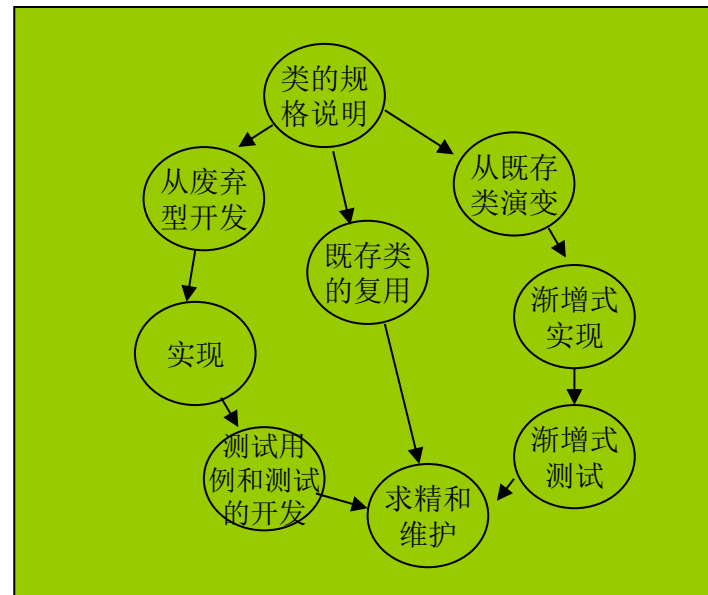 类的规
格说明
从废弃
型开发
从既存
类演变
既存类
的复用
渐增式
实现
实现
测试用
例和测试
的开发
渐增式
测试
求精和
维护